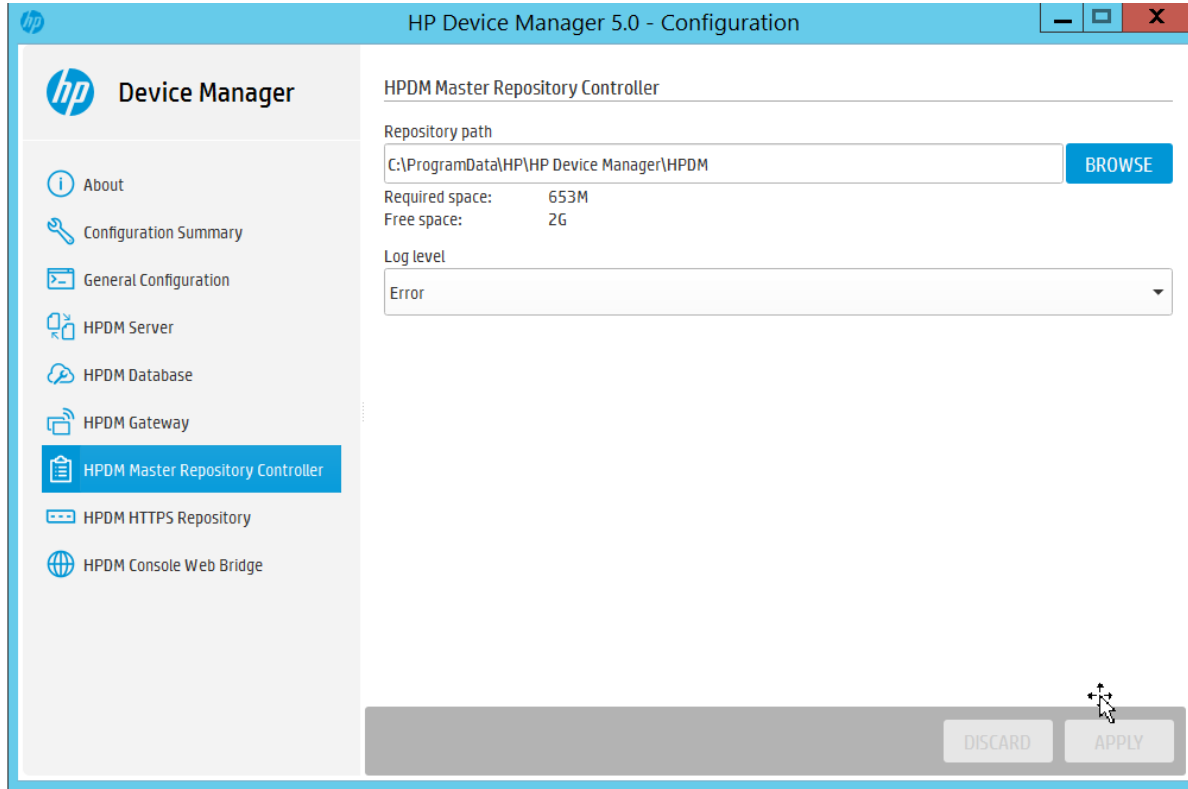 hp
HP Device Manager 5.0 - Configuration
hp
Device Manager
About
Configuration Summary
General Configuration
HPDM Server
HPDM Database
HPDM Gateway
HPDM Master Repository Controller
HPDM HTTPS Repository
HPDM Console Web Bridge
HPDM Master Repository Controller
Repository path
C:\ProgramData\HP\HP Device Manager\HPDM
BROWSE
Required space: 653M
Free space: 2G
Log level
Error
DISCARD
APPLY